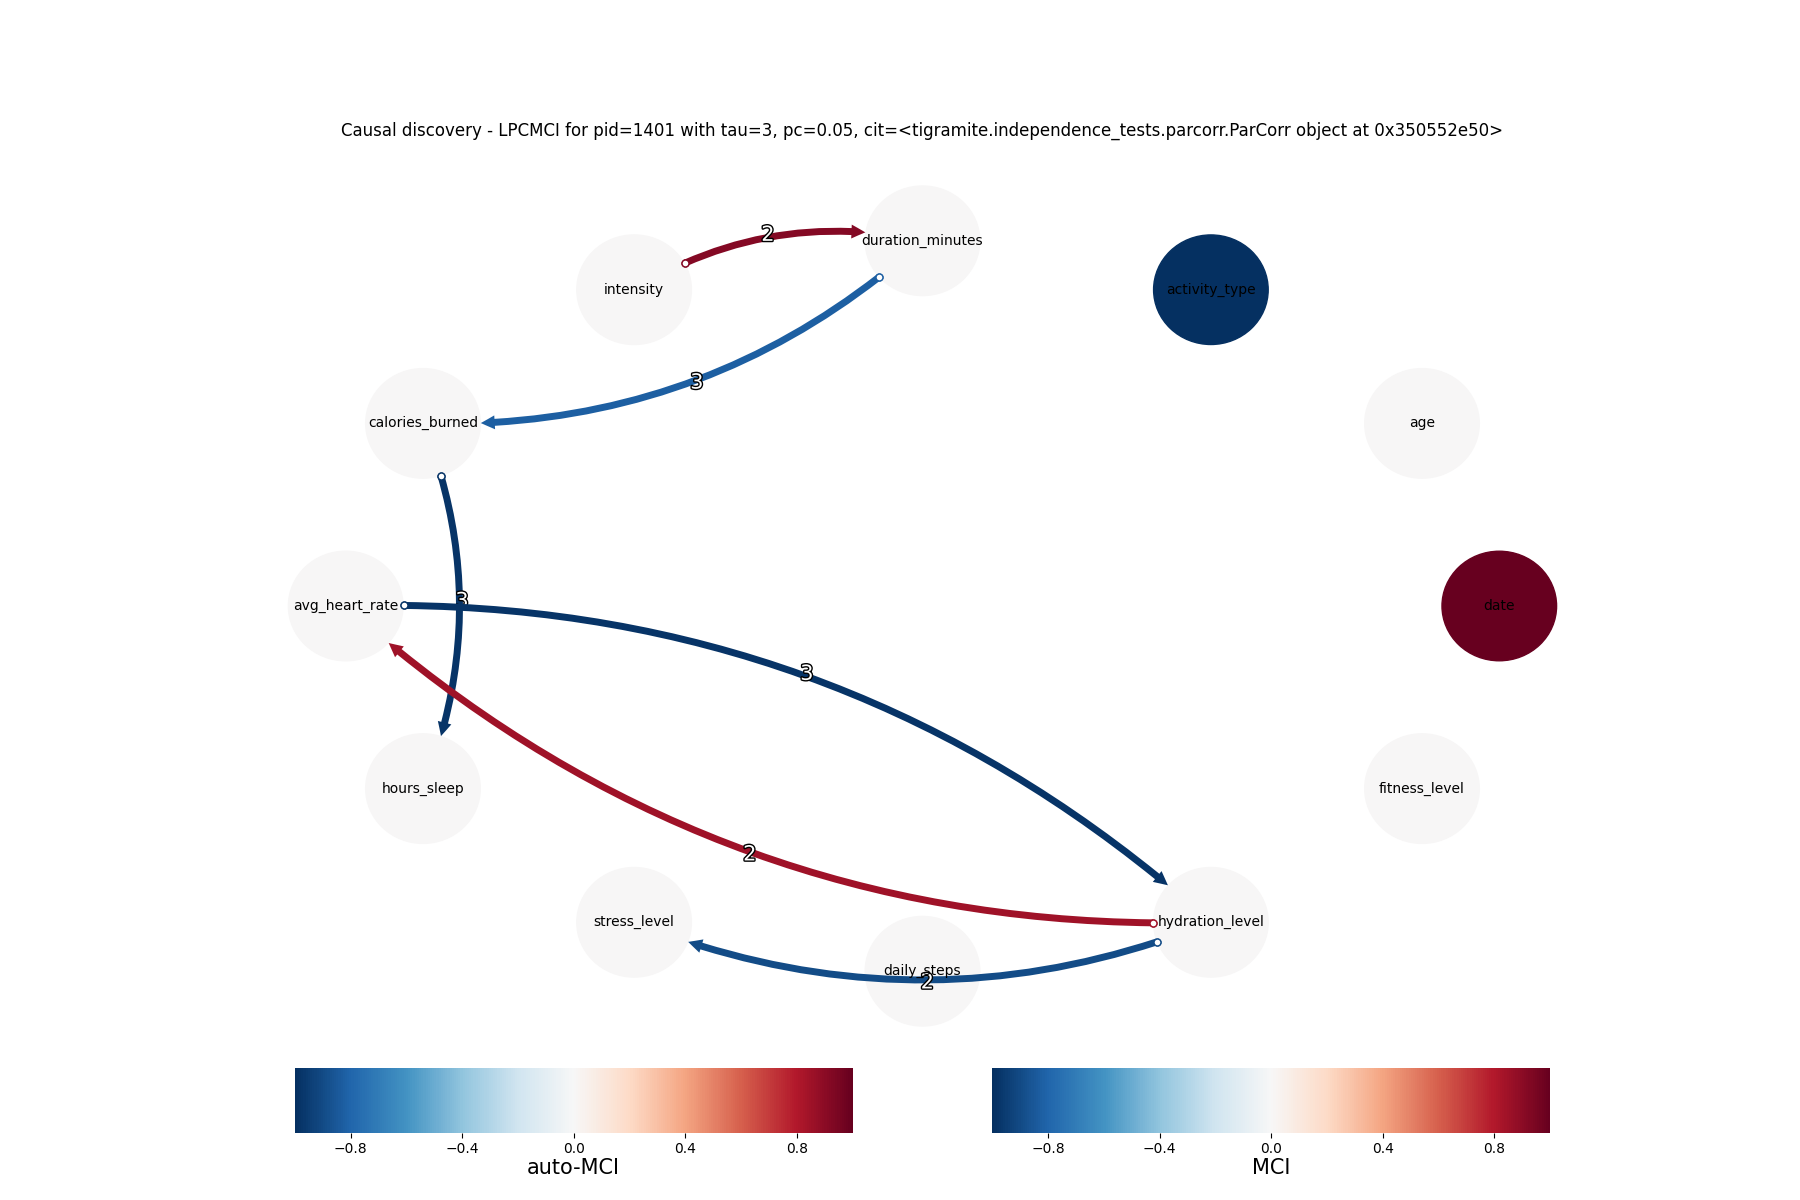 Causal discovery - LPCMCI for pid=1401 with tau=3, pc=0.05, cit=<tigramite.independence_tests.parcorr.ParCorr object at 0x350552e50>
2
duration_minutes
intensity
activity_type
3
calories_burned
age
3
avg_heart_rate
date
3
hours_sleep
fitness_level
2
stress_level
hydration_level
daily_steps
2
−0.8 −0.4 0.0 0.4 0.8
auto-MCI
−0.8 −0.4 0.0 0.4 0.8
MCI